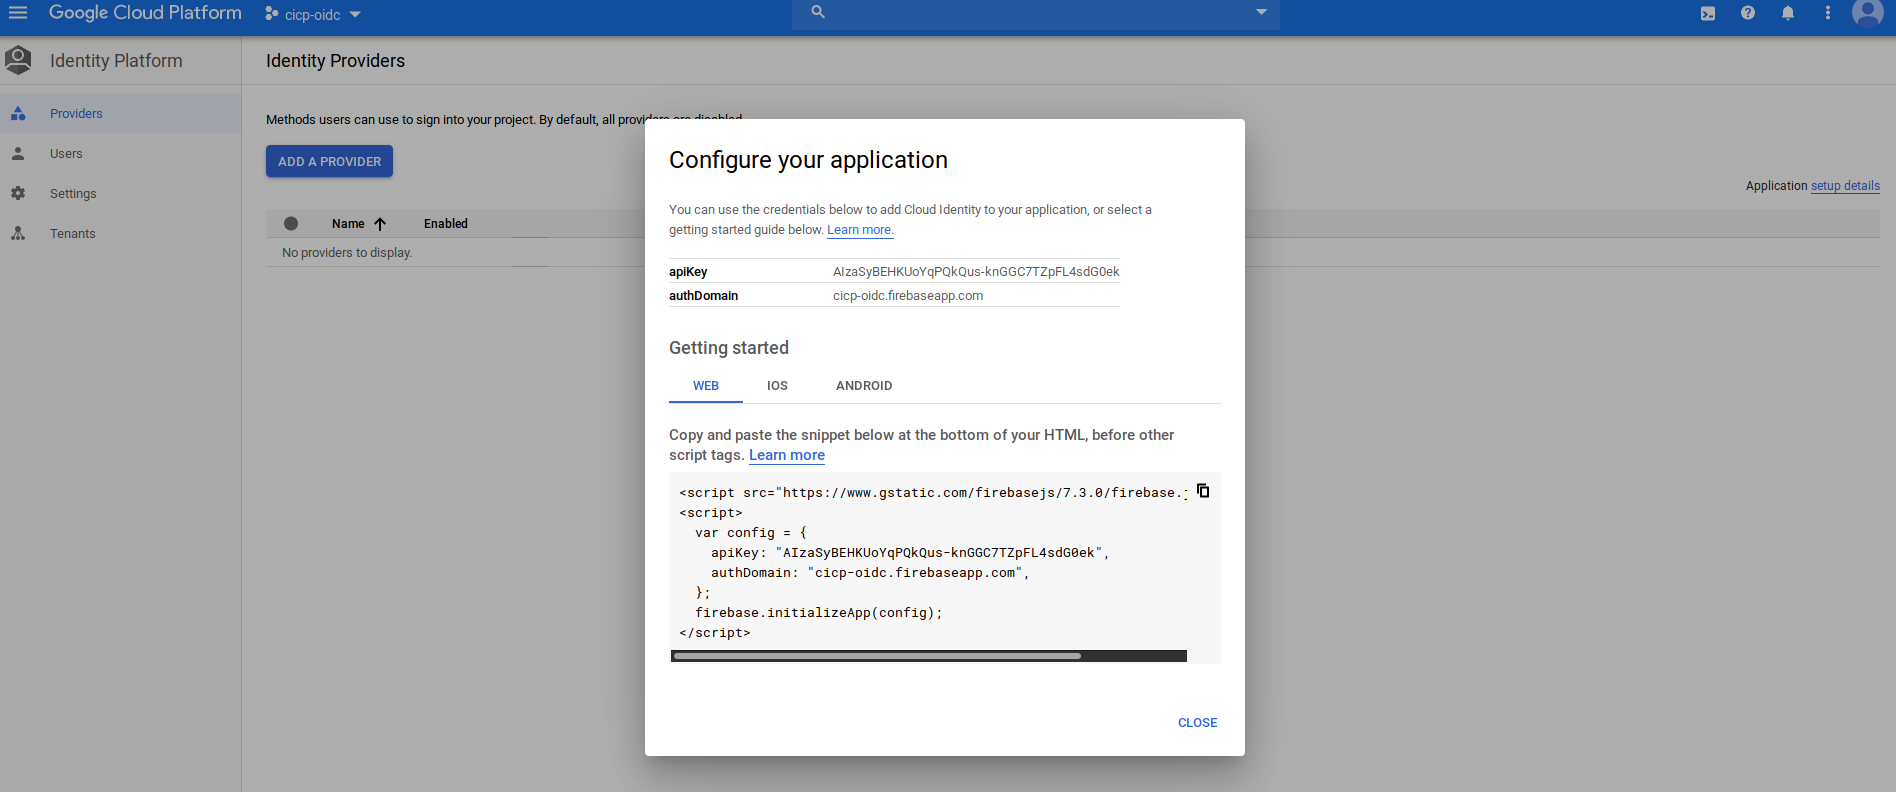 Google Cloud Platform
cicp-oidc
Identity Platform
Identity Providers
Providers
Users
Settings
Tenants
Methods users can use to sign into your project. By default, all providers are disabled.
ADD A PROVIDER
Application setup details
Name Enabled
No providers to display.
Configure your application
You can use the credentials below to add Cloud Identity to your application, or select a
getting started guide below. Learn more.
apiKey AIzaSyBEHKUoYqPQkQus-knGGC7TZpFL4sdG0ek
authDomain cicp-oidc.firebaseapp.com
Getting started
WEB IOS ANDROID
Copy and paste the snippet below at the bottom of your HTML, before other
script tags. Learn more
<script src="https://www.gstatic.com/firebasejs/7.3.0/firebase.j
<script>
var config = {
apiKey: "AIzaSyBEHKUoYqPQkQus-knGGC7TZpFL4sdG0ek",
authDomain: "cicp-oidc.firebaseapp.com",
};
firebase.initializeApp(config);
</script>
CLOSE